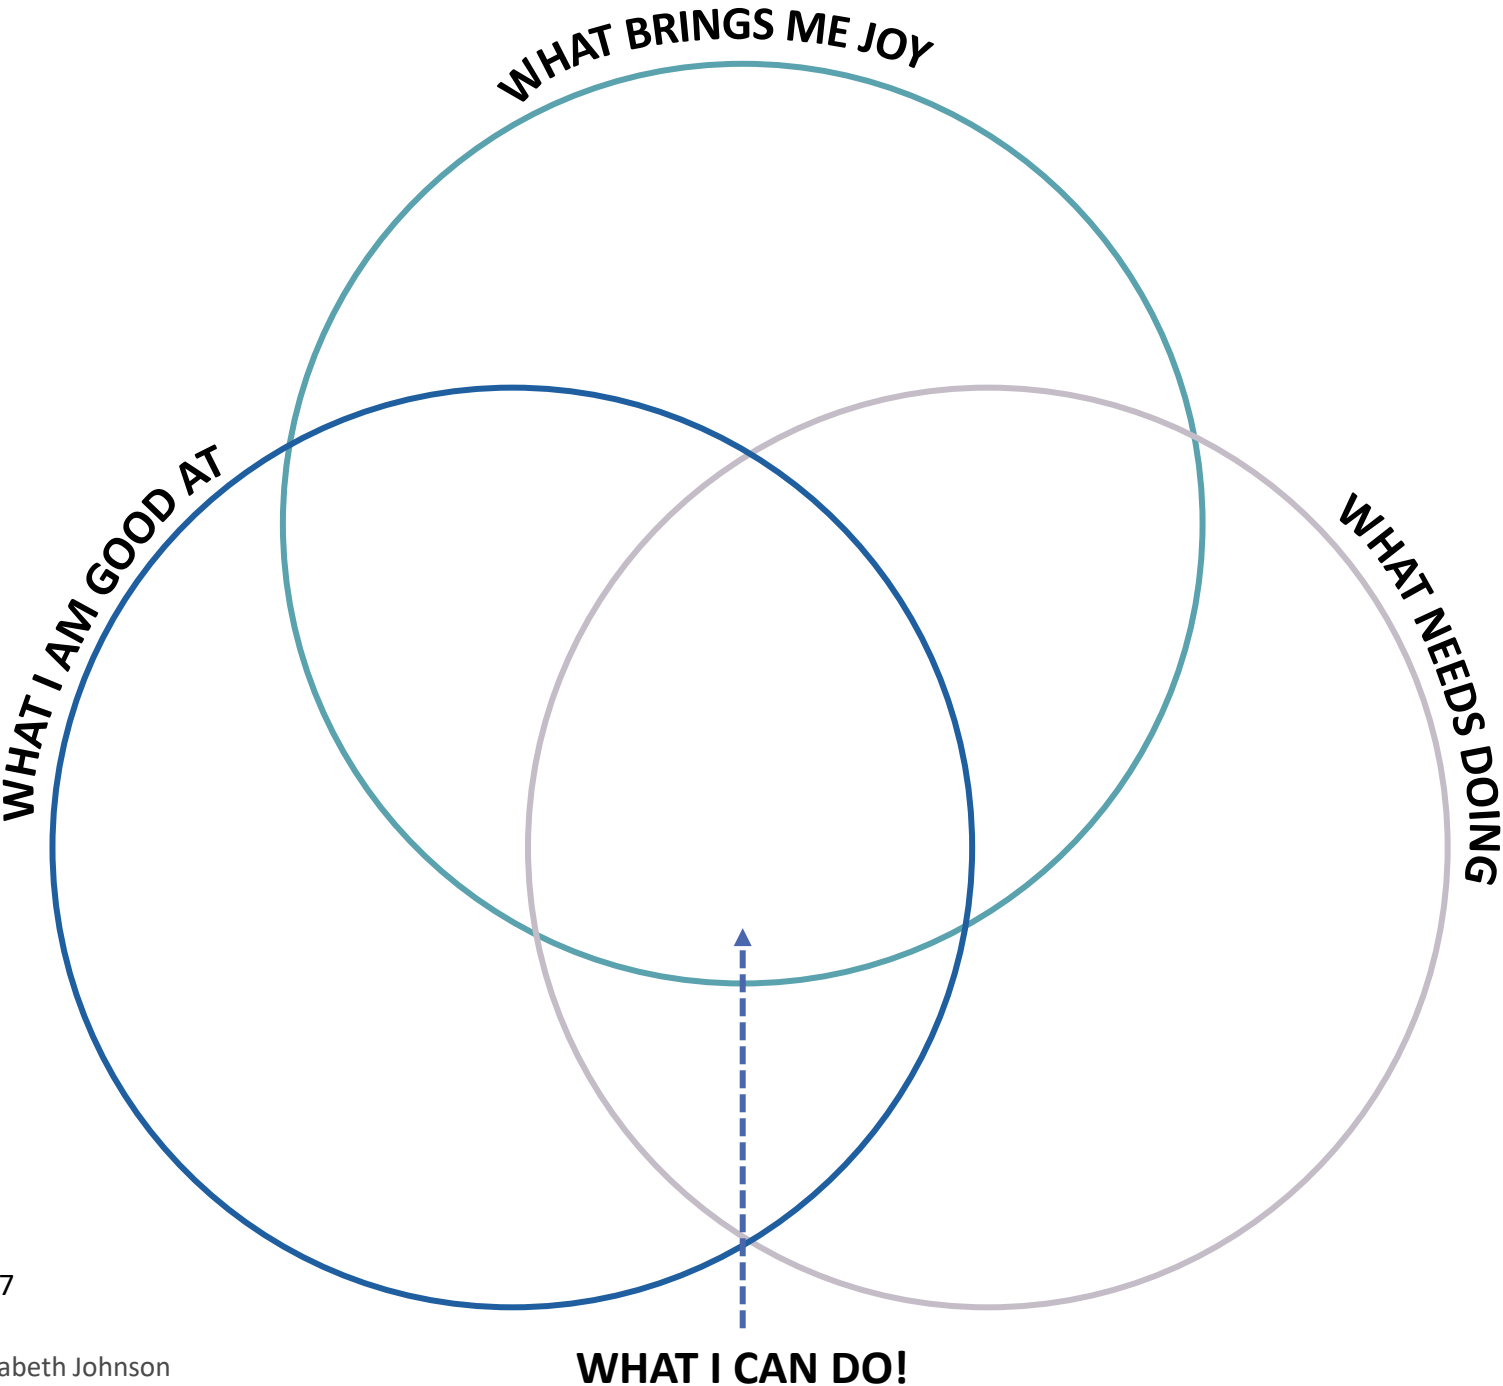 WHAT BRINGS ME JOY
WHAT I AM GOOD AT
WHAT NEEDS DOING
7
abeth Johnson
WHAT I CAN DO!